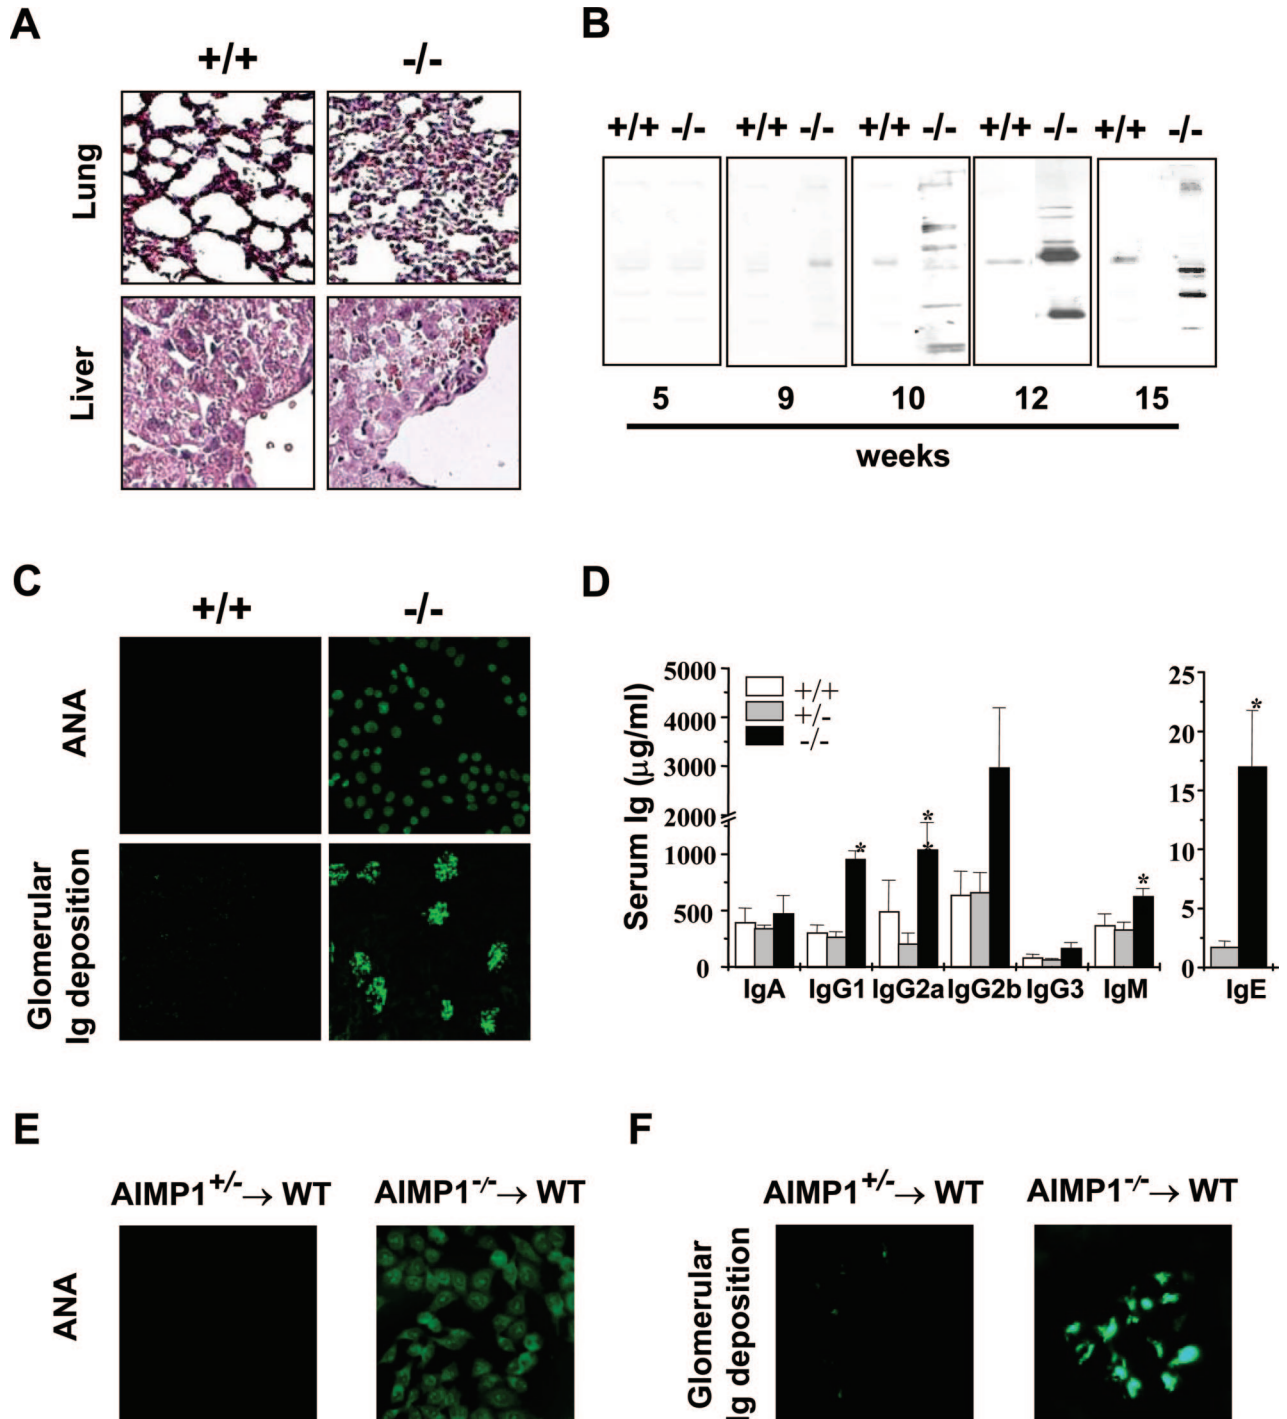 A
+/+ -/-
Lung
Liver
B
+/+ -/- +/+ -/- +/+ -/- +/+ -/- +/+ -/-
5 9 10 12 15
weeks
C
+/+ -/-
ANA
Glomerular
Ig deposition
D
Serum Ig (μg/ml)
5000
4000
3000
2000
1000
500
0
+/+
+/-
-/-
* * * *
IgA IgG1 IgG2a IgG2b IgG3 IgM
25
20
15
10
5
0
*
IgE
E
AIMP1+/-→ WT AIMP1-/-→ WT
ANA
F
AIMP1+/-→ WT AIMP1-/-→ WT
Glomerular
Ig deposition